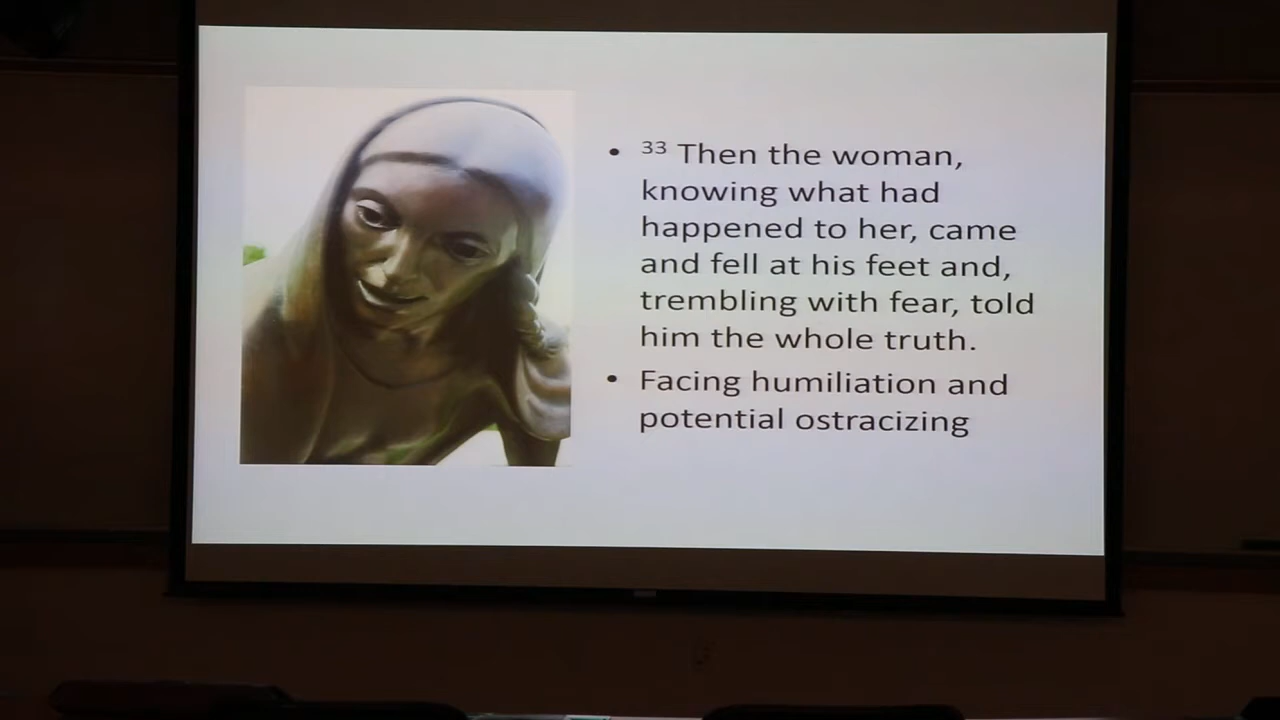 • ³³ Then the woman,
knowing what had
happened to her, came
and fell at his feet and,
trembling with fear, told
him the whole truth.
• Facing humiliation and
potential ostracizing